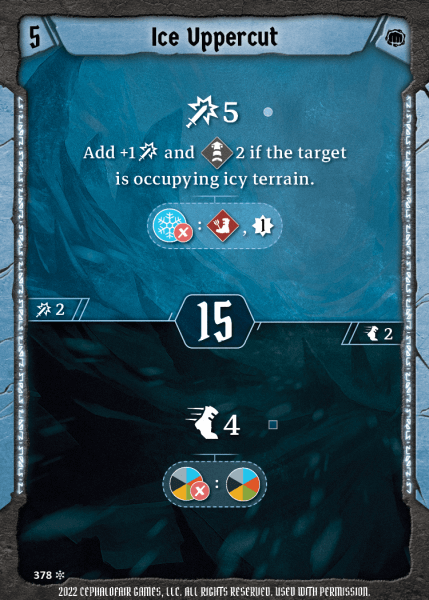 5
Ice Uppercut
5
Add +1 and 2 if the target
is occupying icy terrain.
: , 1
2
15
2
4
:
378
2022 CEPHALOFAIR GAMES, LLC. ALL RIGHTS RESERVED. USED WITH PERMISSION.